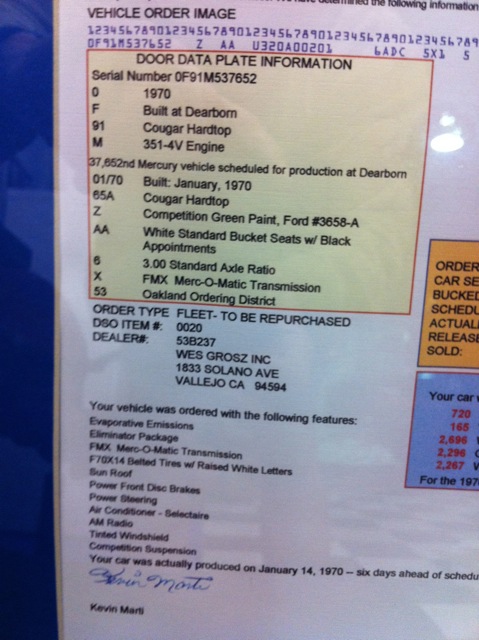 determined the following information
VEHICLE ORDER IMAGE
1234567890123456789012345678901234567890123456789
0F91M537652 Z AA U320A00201 6ADC 5X1 5
DOOR DATA PLATE INFORMATION
Serial Number 0F91M537652
0 1970
F Built at Dearborn
91 Cougar Hardtop
M 351-4V Engine
37,652nd Mercury vehicle scheduled for production at Dearborn
01/70 Built: January, 1970
65A Cougar Hardtop
Z Competition Green Paint, Ford #3658-A
AA White Standard Bucket Seats w/ Black
Appointments
6 3.00 Standard Axle Ratio
X FMX Merc-O-Matic Transmission
53 Oakland Ordering District
ORDER TYPE FLEET- TO BE REPURCHASED
DSO ITEM #: 0020
DEALER#: 53B237
WES GROSZ INC
1833 SOLANO AVE
VALLEJO CA 94594
Your vehicle was ordered with the following features:
Evaporative Emissions
Eliminator Package
FMX Merc-O-Matic Transmission
F70X14 Belted Tires w/ Raised White Letters
Sun Roof
Power Front Disc Brakes
Power Steering
Air Conditioner - Selectaire
AM Radio
Tinted Windshield
Competition Suspension
Your car was actually produced on January 14, 1970 -- six days ahead of schedu
Kevin Marti
Kevin Marti
ORDER
CAR SE
BUCKE
SCHEDU
ACTUAL
RELEAS
SOLD:
Your car
720
165
2,696
2,296
2,267
For the 197